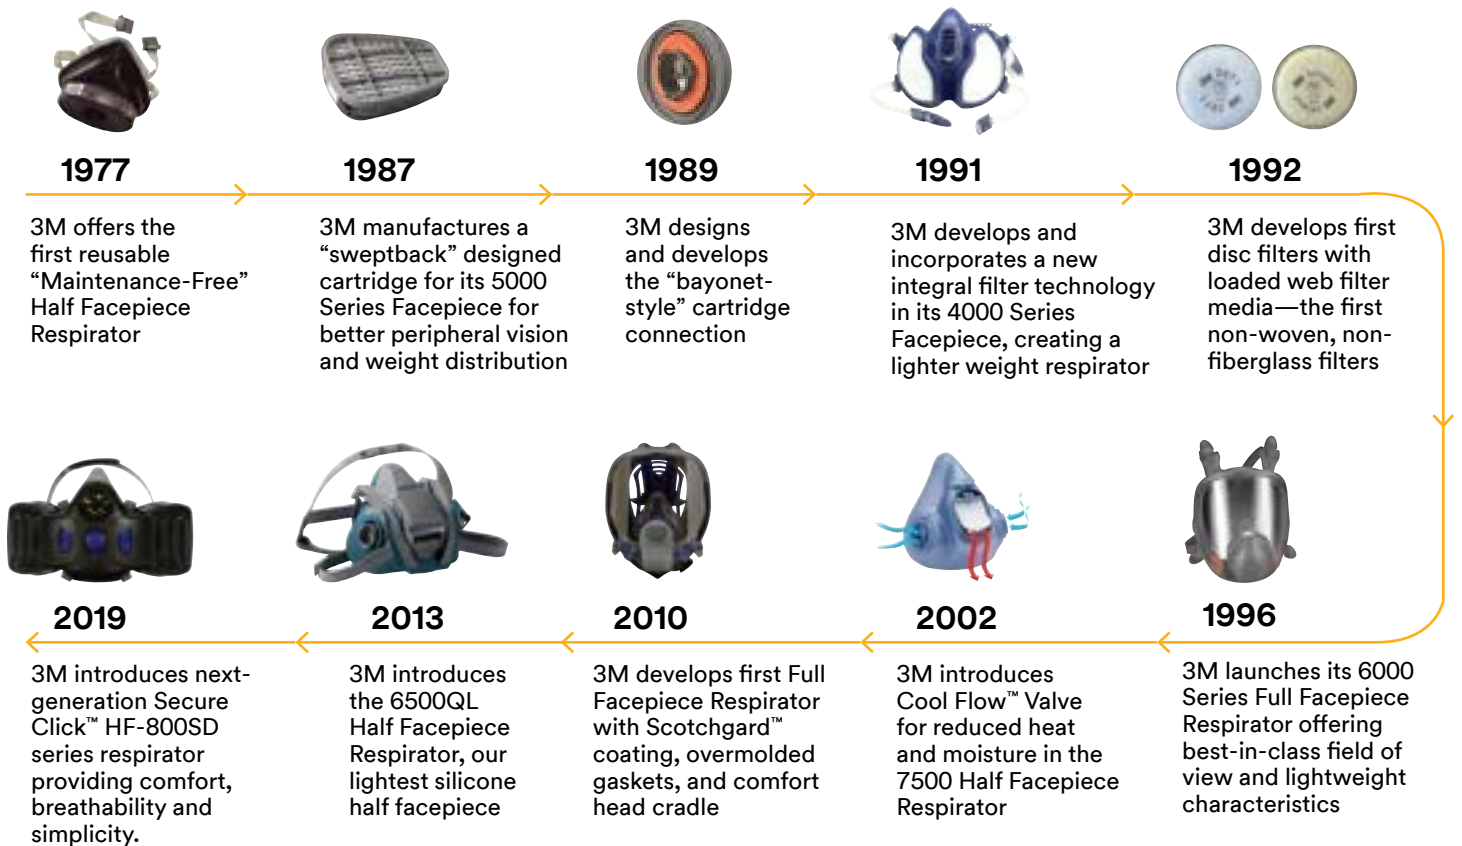 1977
3M offers the
first reusable
“Maintenance-Free”
Half Facepiece
Respirator
1987
3M manufactures a
“sweptback” designed
cartridge for its 5000
Series Facepiece for
better peripheral vision
and weight distribution
1989
3M designs
and develops
the “bayonet-
style” cartridge
connection
1991
3M develops and
incorporates a new
integral filter technology
in its 4000 Series
Facepiece, creating a
lighter weight respirator
1992
3M develops first
disc filters with
loaded web filter
media—the first
non-woven, non-
fiberglass filters
1996
3M launches its 6000
Series Full Facepiece
Respirator offering
best-in-class field of
view and lightweight
characteristics
2002
3M introduces
Cool Flow™ Valve
for reduced heat
and moisture in the
7500 Half Facepiece
Respirator
2010
3M develops first Full
Facepiece Respirator
with Scotchgard™
coating, overmolded
gaskets, and comfort
head cradle
2013
3M introduces
the 6500QL
Half Facepiece
Respirator, our
lightest silicone
half facepiece
2019
3M introduces next-
generation Secure
Click™ HF-800SD
series respirator
providing comfort,
breathability and
simplicity.